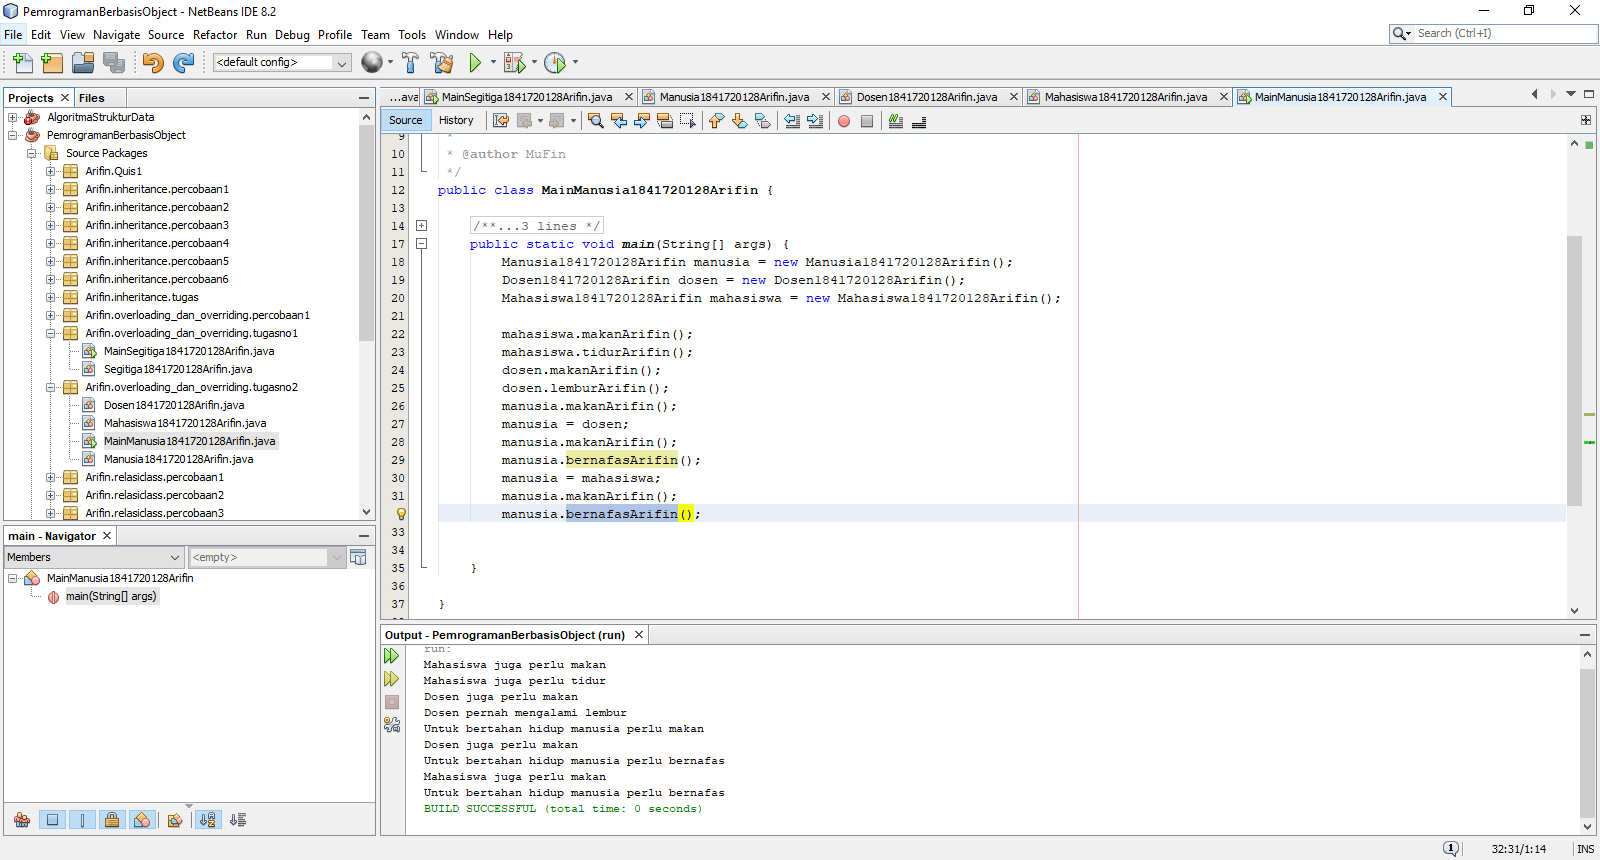 PemrogramanBerbasisObject - NetBeans IDE 8.2
File Edit View Navigate Source Refactor Run Debug Profile Team Tools Window Help
Search (Ctrl+I)
<default config>
Projects Files
AlgoritmaStrukturData
PemrogramanBerbasisObject
Source Packages
Arifin.Quis1
Arifin.inheritance.percobaan1
Arifin.inheritance.percobaan2
Arifin.inheritance.percobaan3
Arifin.inheritance.percobaan4
Arifin.inheritance.percobaan5
Arifin.inheritance.percobaan6
Arifin.inheritance.tugas
Arifin.overloading_dan_overriding.percobaan1
Arifin.overloading_dan_overriding.tugasno1
MainSegitiga1841720128Arifin.java
Segitiga1841720128Arifin.java
Arifin.overloading_dan_overriding.tugasno2
Dosen1841720128Arifin.java
Mahasiswa1841720128Arifin.java
MainManusia1841720128Arifin.java
Manusia1841720128Arifin.java
Arifin.relasiclass.percobaan1
Arifin.relasiclass.percobaan2
Arifin.relasiclass.percobaan3
main - Navigator
Members <empty>
MainManusia1841720128Arifin
main(String[] args)
...ava MainSegitiga1841720128Arifin.java Manusia1841720128Arifin.java Dosen1841720128Arifin.java Mahasiswa1841720128Arifin.java MainManusia1841720128Arifin.java
Source History
9 *
10 * @author MuFin
11 */
12 public class MainManusia1841720128Arifin {
13
14 /**...3 lines */
17 public static void main(String[] args) {
18 Manusia1841720128Arifin manusia = new Manusia1841720128Arifin();
19 Dosen1841720128Arifin dosen = new Dosen1841720128Arifin();
20 Mahasiswa1841720128Arifin mahasiswa = new Mahasiswa1841720128Arifin();
21
22 mahasiswa.makanArifin();
23 mahasiswa.tidurArifin();
24 dosen.makanArifin();
25 dosen.lemburArifin();
26 manusia.makanArifin();
27 manusia = dosen;
28 manusia.makanArifin();
29 manusia.bernafasArifin();
30 manusia = mahasiswa;
31 manusia.makanArifin();
manusia.bernafasArifin();
33
34
35 }
36
37 }
Output - PemrogramanBerbasisObject (run)
run:
Mahasiswa juga perlu makan
Mahasiswa juga perlu tidur
Dosen juga perlu makan
Dosen pernah mengalami lembur
Untuk bertahan hidup manusia perlu makan
Dosen juga perlu makan
Untuk bertahan hidup manusia perlu bernafas
Mahasiswa juga perlu makan
Untuk bertahan hidup manusia perlu bernafas
BUILD SUCCESSFUL (total time: 0 seconds)
1 32:31/1:14 INS